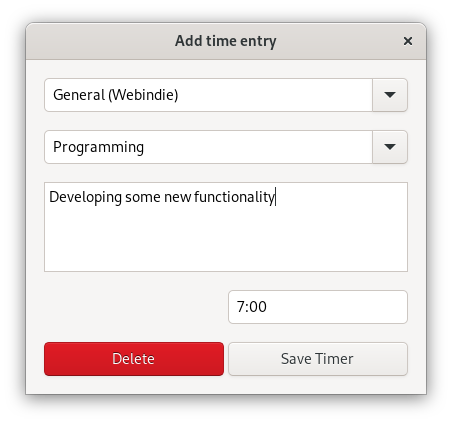 Add time entry
General (Webindie)
Programming
Developing some new functionality
7:00
Delete
Save Timer